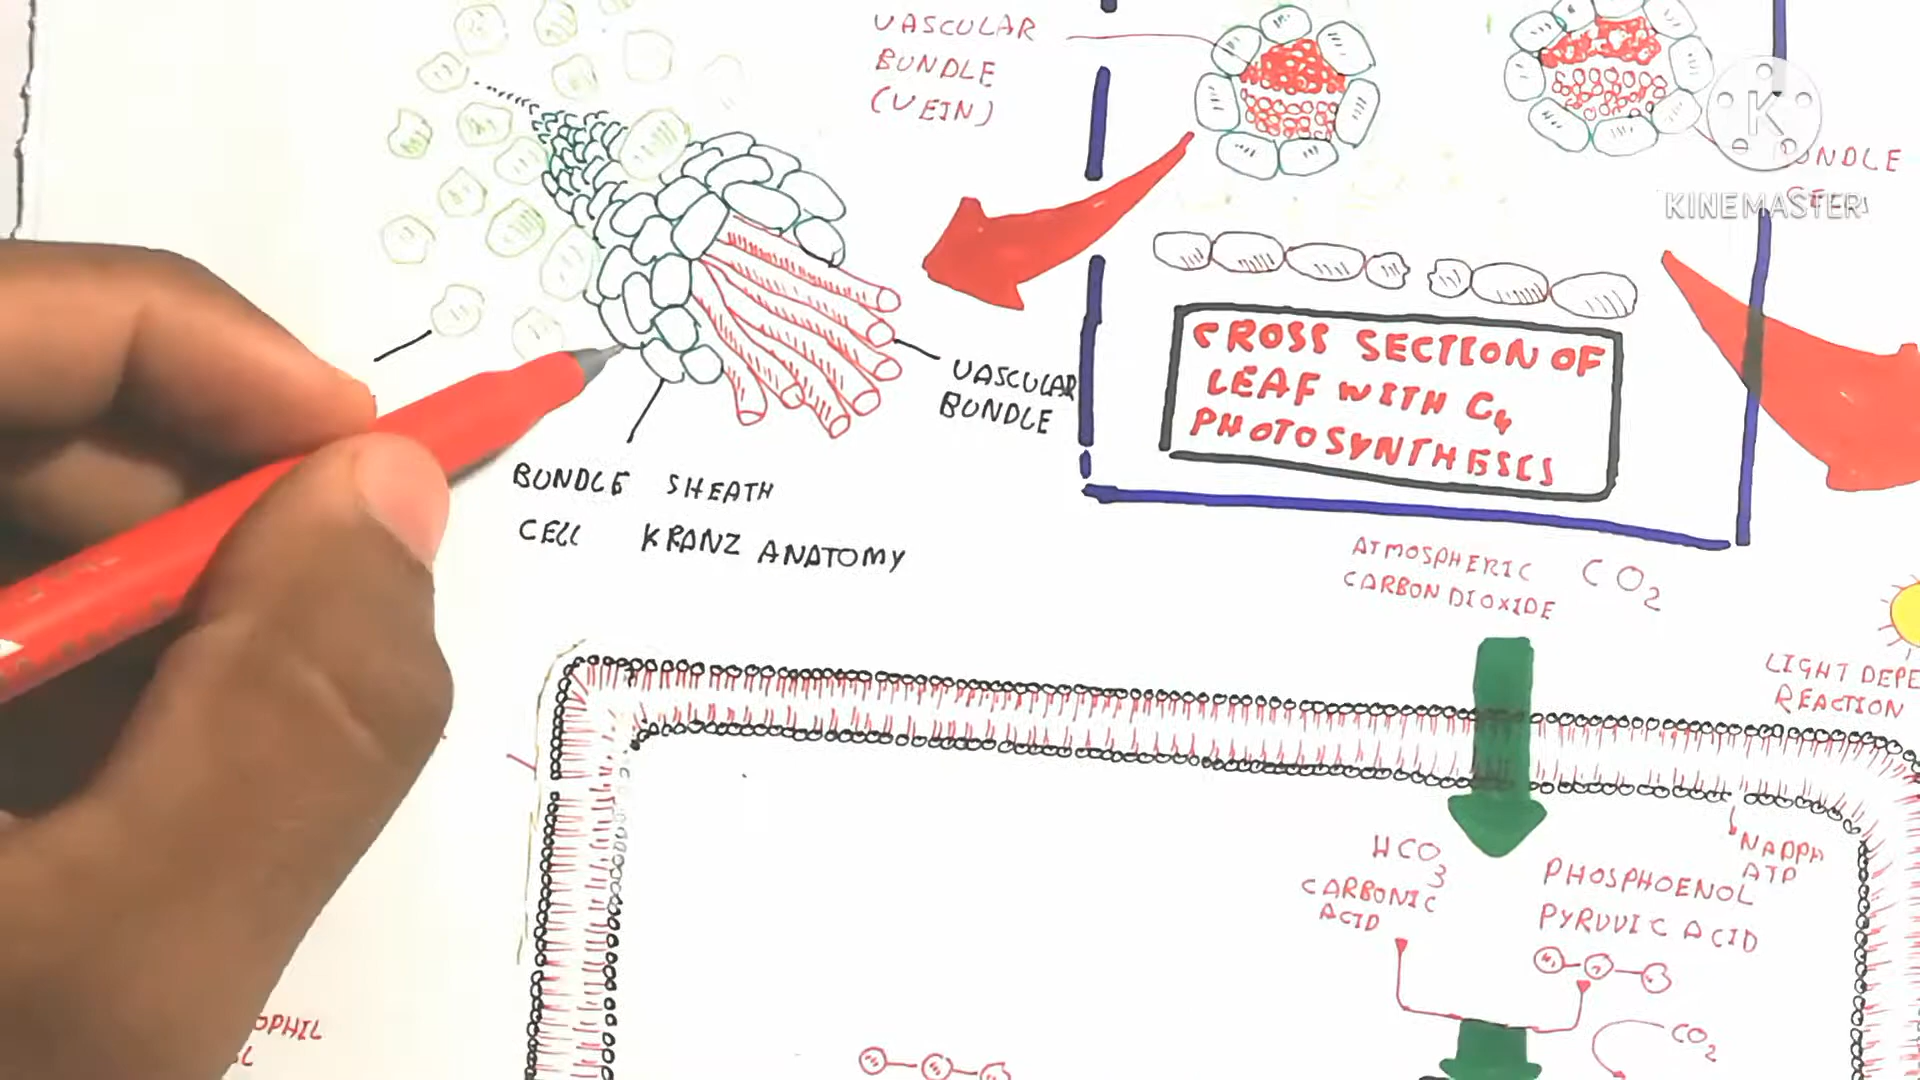 VASCULAR
BUNDLE
(VEIN)
KINEMASTER
VASCULAR
BUNDLE
CROSS SECTION OF
LEAF WITH C4
PHOTOSYNTHESIS
BUNDLE SHEATH
CELL KRANZ ANATOMY
ATMOSPHERIC
CARBON DIOXIDE
CO2
LIGHT DEPE
REACTION
NADPH
ATP
HCO3
CARBONIC
ACID
PHOSPHOENOL
PYRUVIC ACID
CO2
OPHIL